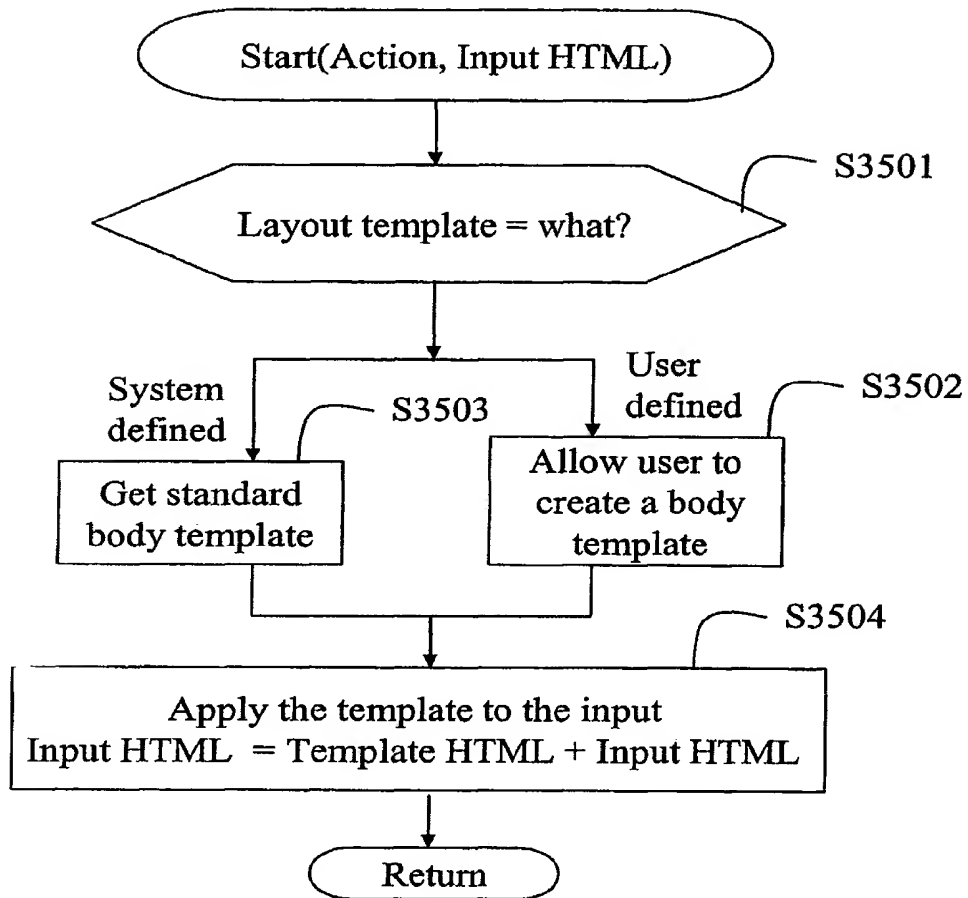 Start(Action, Input HTML)
S3501
Layout template = what?
System
defined
S3503
User
defined
S3502
Get standard
body template
Allow user to
create a body
template
S3504
Apply the template to the input
Input HTML = Template HTML + Input HTML
Return